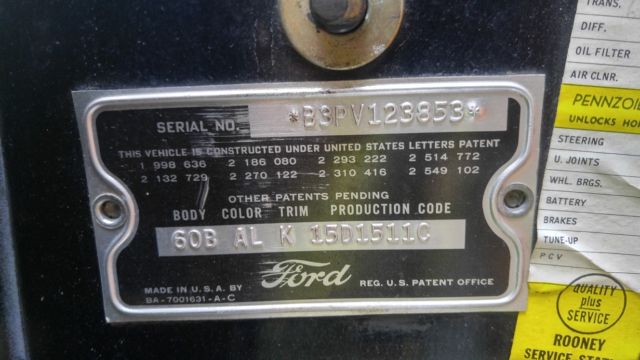 SERIAL NO. *B3PV123853*
THIS VEHICLE IS CONSTRUCTED UNDER UNITED STATES LETTERS PATENT
1 998 636 2 186 080 2 293 222 2 514 772
2 132 729 2 270 122 2 310 416 2 549 102
OTHER PATENTS PENDING
BODY COLOR TRIM PRODUCTION CODE
60B AL K 15D1511C
MADE IN U.S.A. BY
BA-7001631-A-C
Ford
REG. U.S. PATENT OFFICE
TRANS.
DIFF.
OIL FILTER
AIR CLNR.
PENNZOIL
UNLOCKS
STEERING
U. JOINTS
WHL. BRGS.
BATTERY
BRAKES
TUNE-UP
PCV
QUALITY
plus
SERVICE
ROONEY
SERVICE